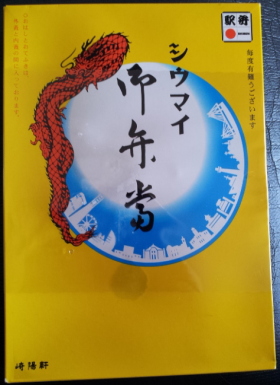 駅弁
毎度有難うございます
シウマイ
御弁當
崎陽軒